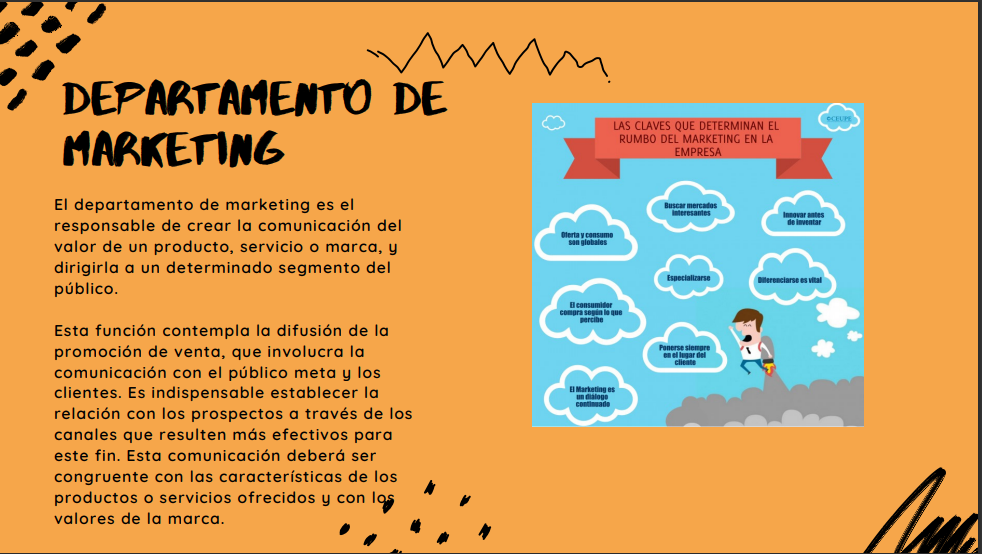 DEPARTAMENTO DE
MARKETING
El departamento de marketing es el
responsable de crear la comunicación del
valor de un producto, servicio o marca, y
dirigirla a un determinado segmento del
público.
Esta función contempla la difusión de la
promoción de venta, que involucra la
comunicación con el público meta y los
clientes. Es indispensable establecer la
relación con los prospectos a través de los
canales que resulten más efectivos para
este fin. Esta comunicación deberá ser
congruente con las características de los
productos o servicios ofrecidos y con los
valores de la marca.
©CEUPE
LAS CLAVES QUE DETERMINAN EL
RUMBO DEL MARKETING EN LA
EMPRESA
Buscar mercados
interesantes
Innovar antes
de inventar
Oferta y consumo
son globales
Especializarse
Diferenciarse es vital
El consumidor
compra según lo que
percibe
Ponerse siempre
en el lugar del
cliente
El Marketing es
un diálogo
continuado